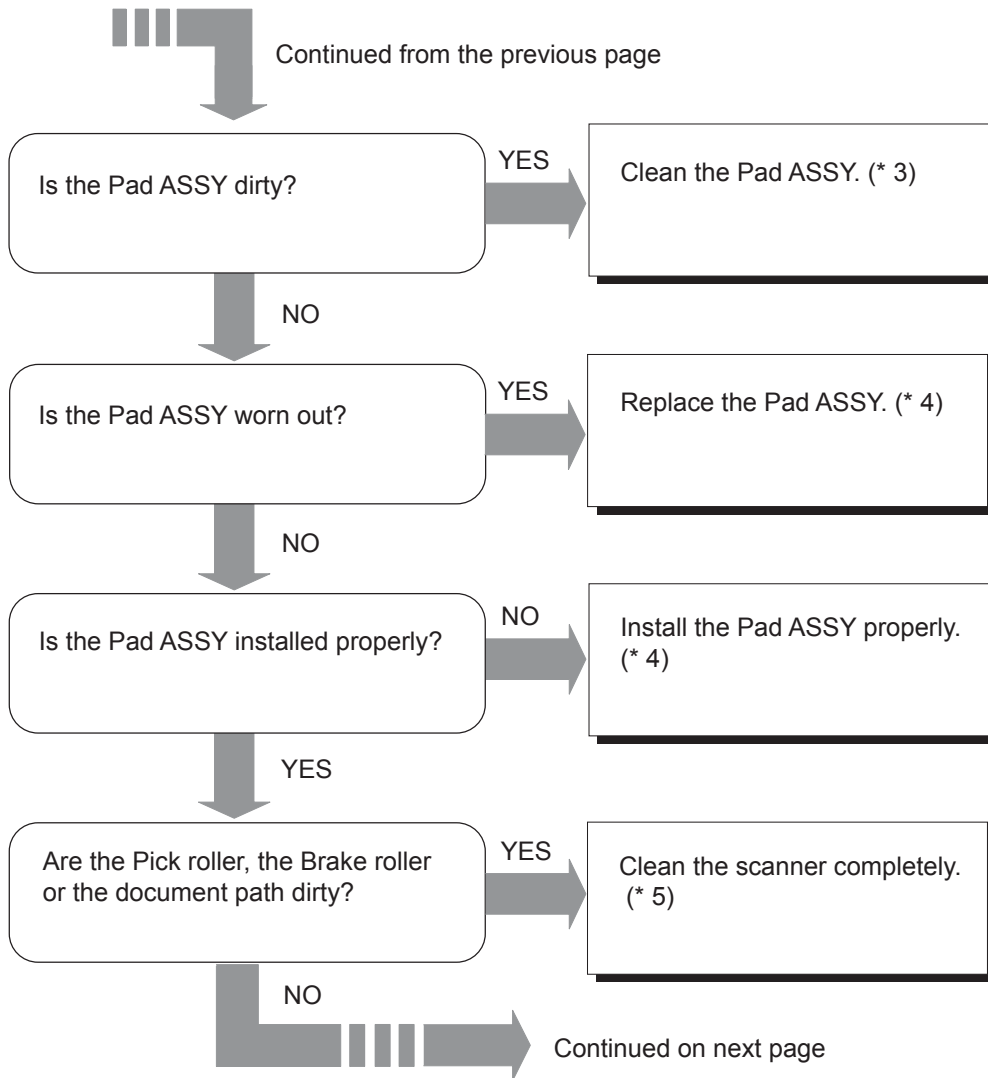 Continued from the previous page
Is the Pad ASSY dirty?
YES
Clean the Pad ASSY. (* 3)
NO
Is the Pad ASSY worn out?
YES
Replace the Pad ASSY. (* 4)
NO
Is the Pad ASSY installed properly?
NO
Install the Pad ASSY properly.
(* 4)
YES
Are the Pick roller, the Brake roller
or the document path dirty?
YES
Clean the scanner completely.
(* 5)
NO
Continued on next page